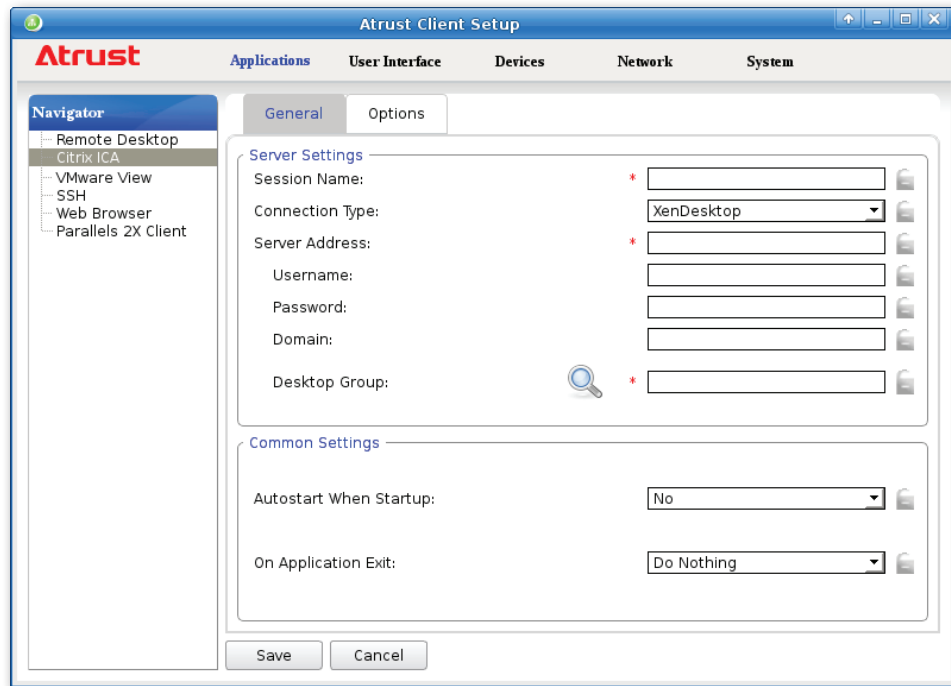 Atrust Client Setup
Atrust
Applications User Interface Devices Network System
Navigator
Remote Desktop
Citrix ICA
VMware View
SSH
Web Browser
Parallels 2X Client
General Options
Server Settings
Session Name: *
Connection Type: XenDesktop
Server Address: *
Username:
Password:
Domain:
Desktop Group: *
Common Settings
Autostart When Startup: No
On Application Exit: Do Nothing
Save Cancel